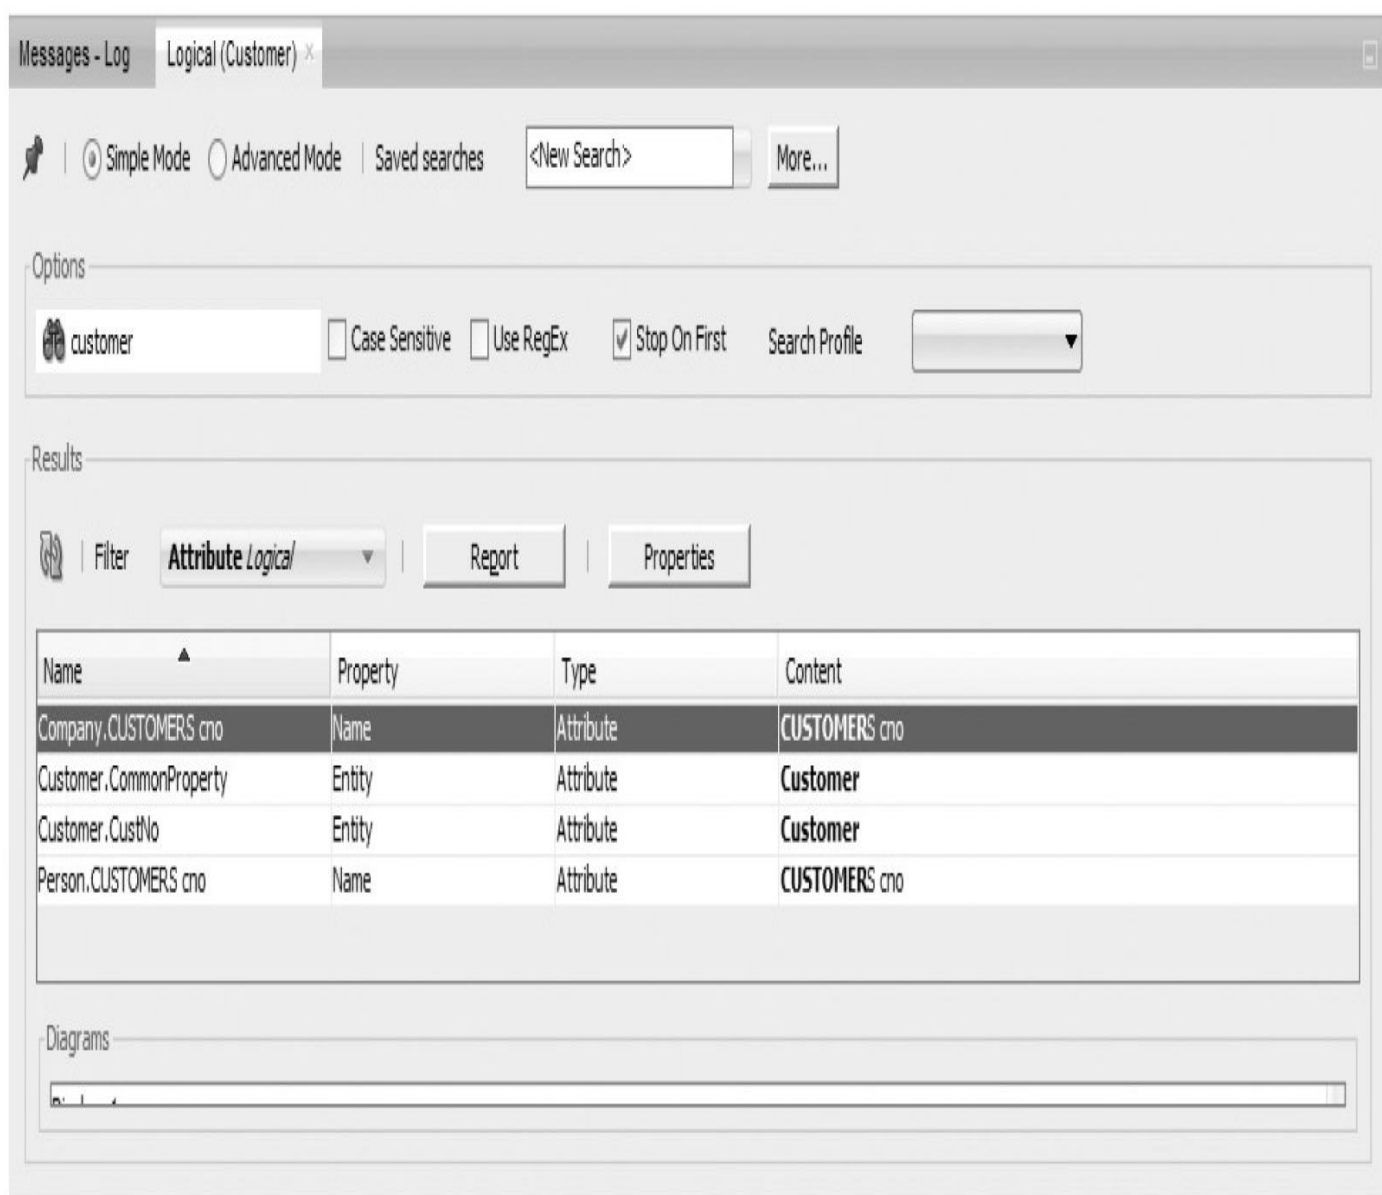 Messages - Log Logical (Customer) ×
Simple Mode Advanced Mode Saved searches <New Search> More...
Options
customer Case Sensitive Use RegEx Stop On First Search Profile
Results
Filter Attribute Logical Report Properties
Name Property Type Content
Company.CUSTOMERS cno Name Attribute CUSTOMERS cno
Customer.CommonProperty Entity Attribute Customer
Customer.CustNo Entity Attribute Customer
Person.CUSTOMERS cno Name Attribute CUSTOMERS cno
Diagrams